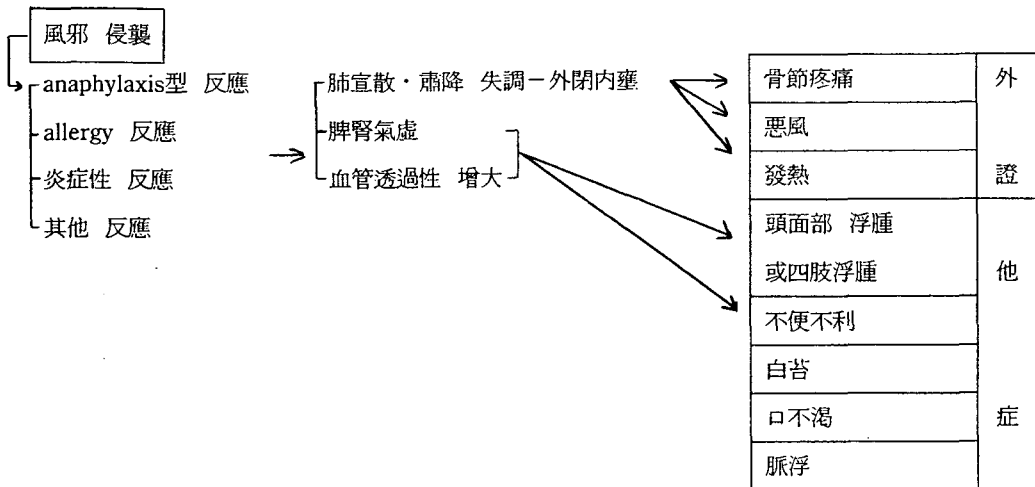 風邪 侵襲
anaphylaxis型 反應
allergy 反應
炎症性 反應
其他 反應
肺宣散・肅降 失調－外閉内壅
脾腎氣虛
血管透過性 增大
骨節疼痛
悪風
發熱
外
證
頭面部 浮腫
或四肢浮腫
不便不利
白苔
口不渴
脈浮
他
症